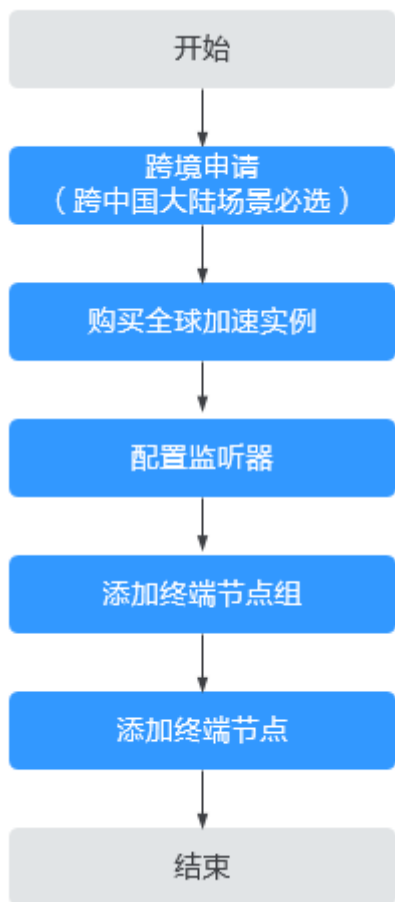 开始
跨境申请
（跨中国大陆场景必选）
购买全球加速实例
配置监听器
添加终端节点组
添加终端节点
结束